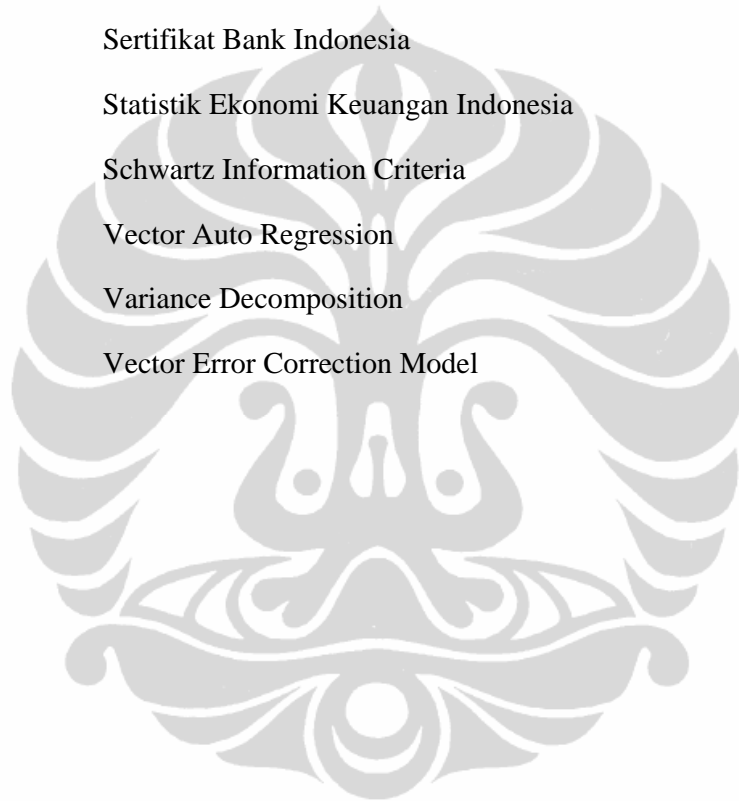 Sertifikat Bank Indonesia
Statistik Ekonomi Keuangan Indonesia
Schwartz Information Criteria
Vector Auto Regression
Variance Decomposition
Vector Error Correction Model